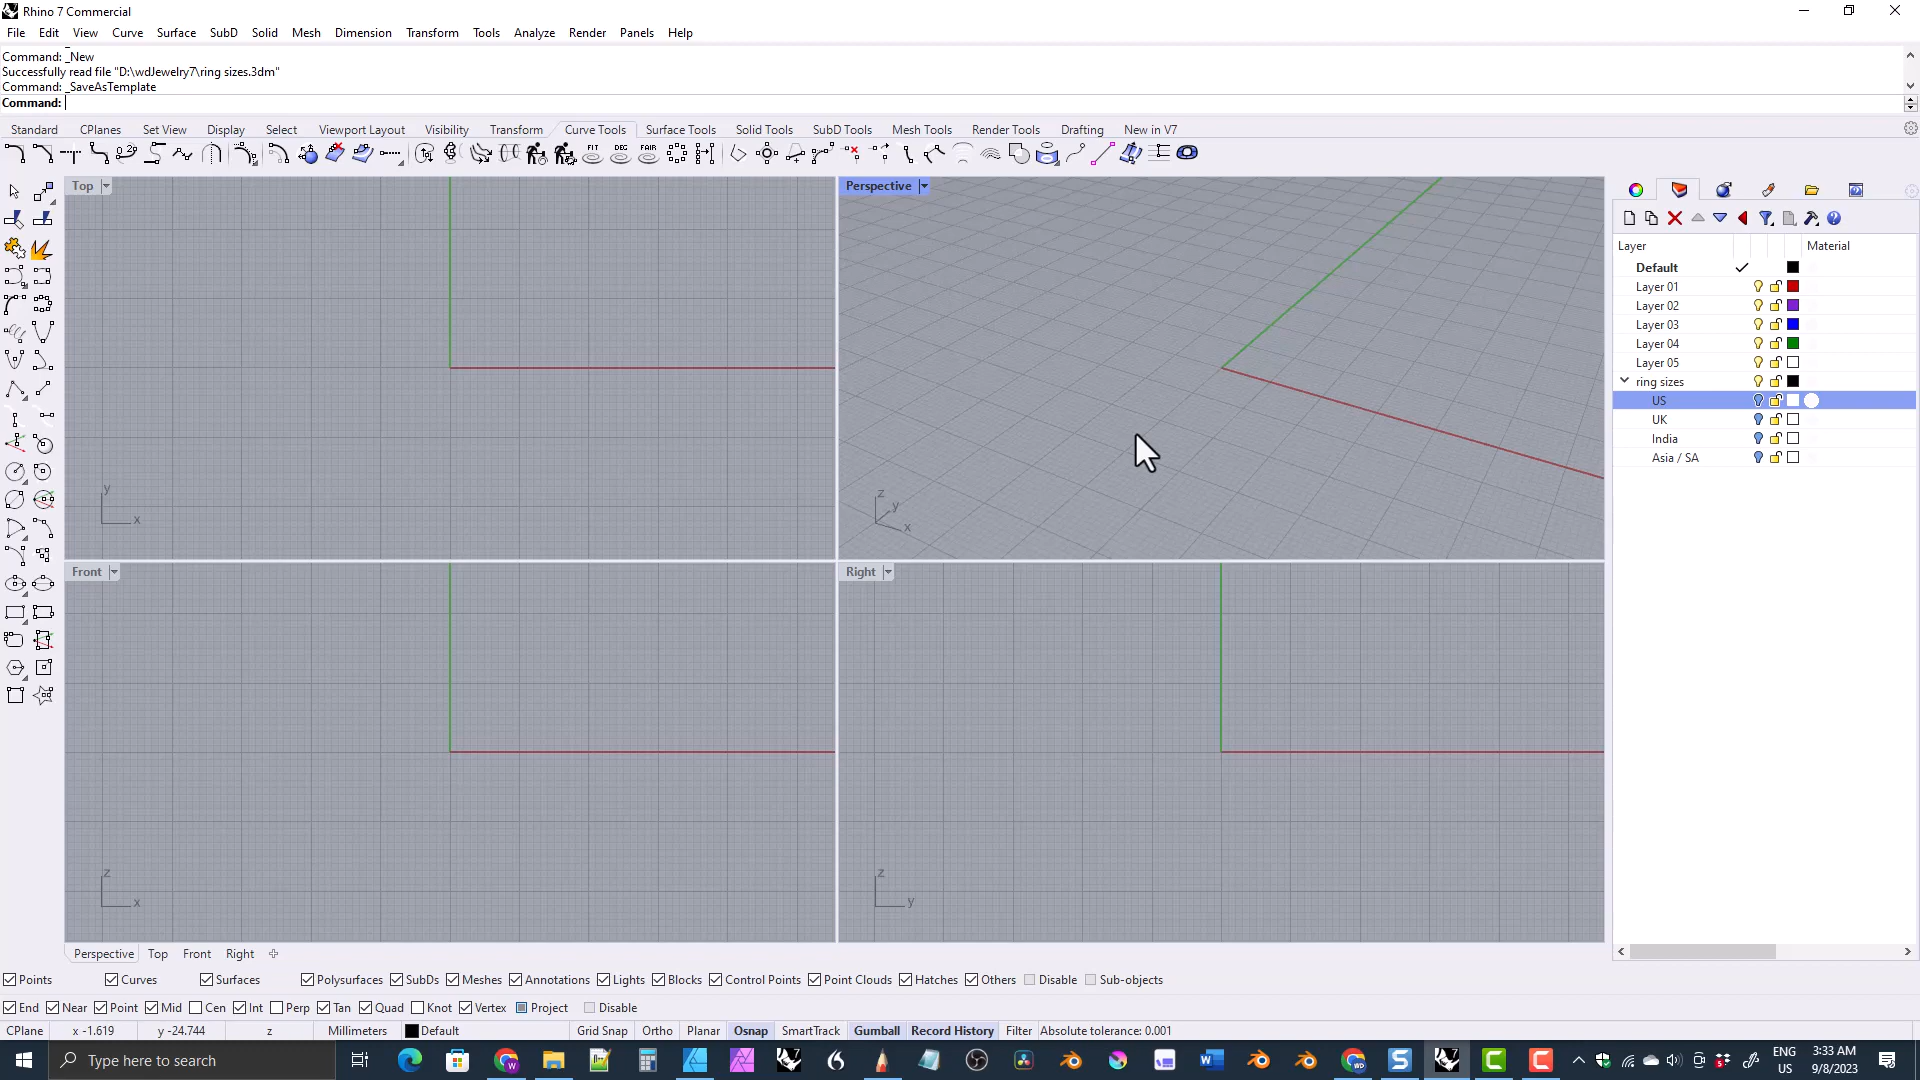 Rhino 7 Commercial
File Edit View Curve Surface SubD Solid Mesh Dimension Transform Tools Analyze Render Panels Help
Command: _New
Successfully read file "D:\wdJewelry7\ring sizes.3dm"
Command: _SaveAsTemplate
Command:
Standard CPlanes Set View Display Select Viewport Layout Visibility Transform Curve Tools Surface Tools Solid Tools SubD Tools Mesh Tools Render Tools Drafting New in V7
FIT DEG FAIR
Top Perspective
Layer Material
Default
Layer 01
Layer 02
Layer 03
Layer 04
Layer 05
ring sizes
US
UK
India
Asia / SA
y x
z y x
Front Right
z x
z y
Perspective Top Front Right
Points Curves Surfaces Polysurfaces SubDs Meshes Annotations Lights Blocks Control Points Point Clouds Hatches Others Disable Sub-objects
End Near Point Mid Cen Int Perp Tan Quad Knot Vertex Project Disable
CPlane x -1.619 y -24.744 z Millimeters Default Grid Snap Ortho Planar Osnap SmartTrack Gumball Record History Filter Absolute tolerance: 0.001
Type here to search
ENG 3:33 AM
US 9/8/2023